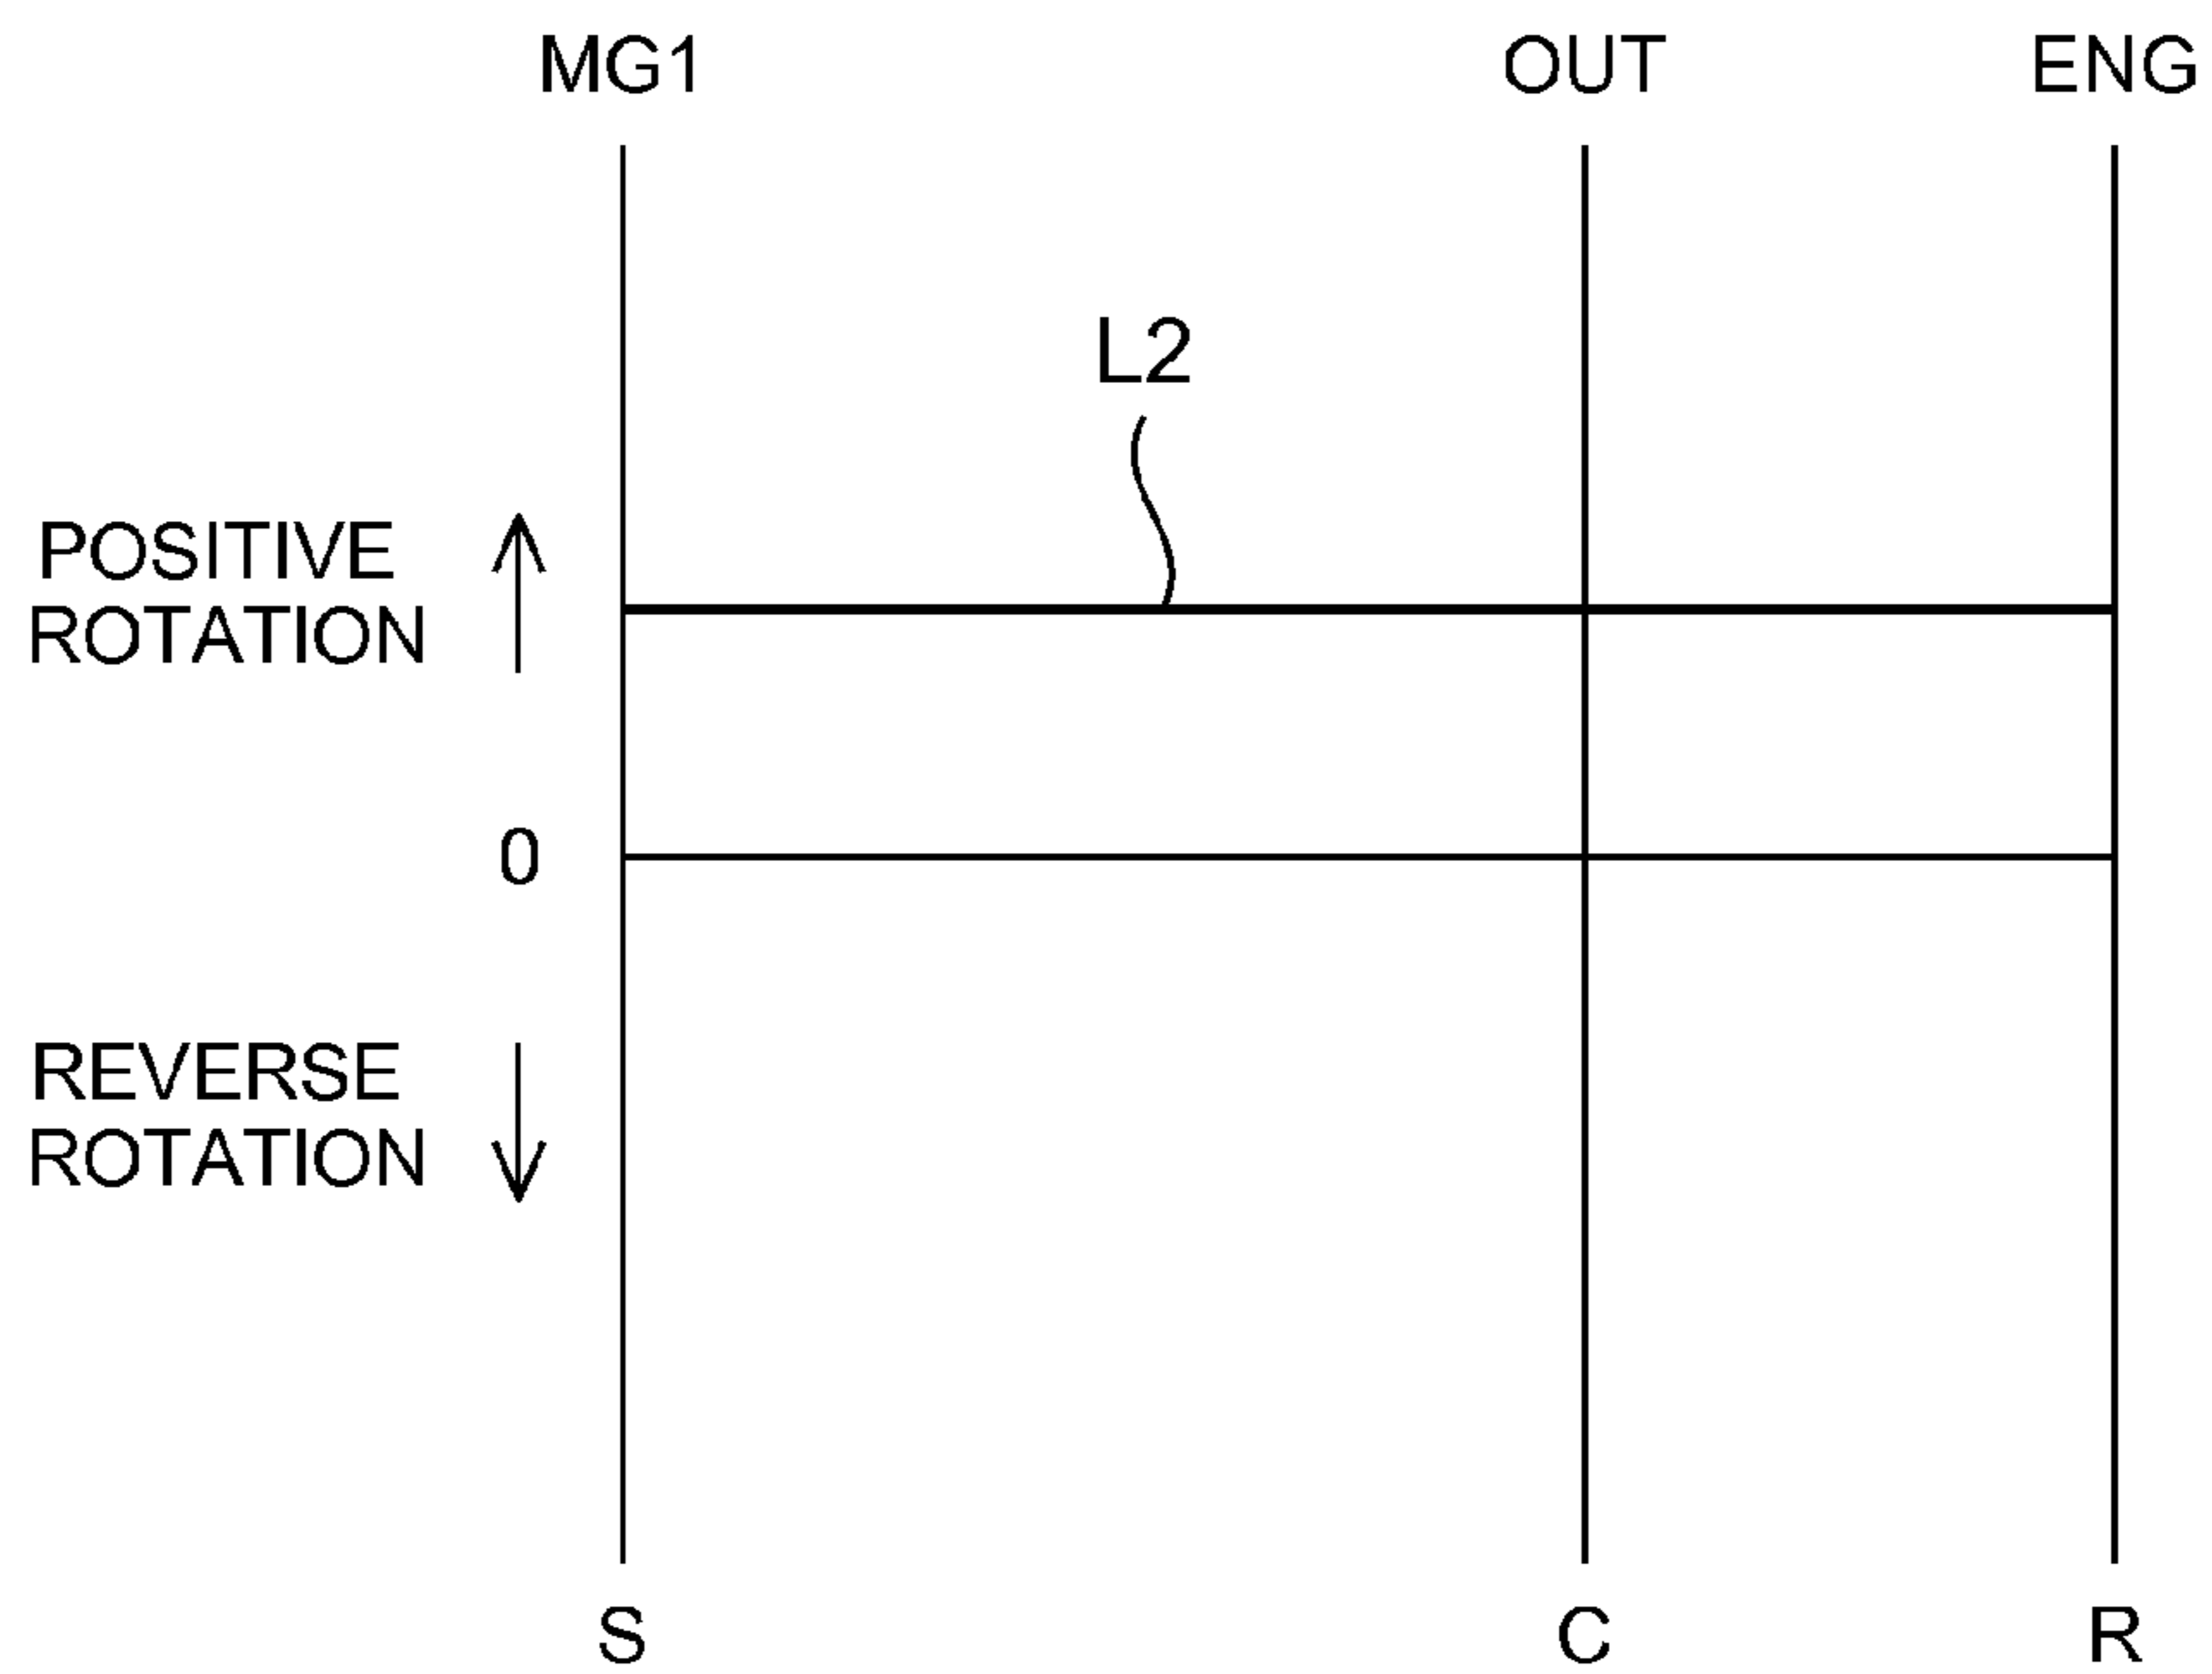 MG1 OUT ENG
L2
POSITIVE
ROTATION
0
REVERSE
ROTATION
S C R